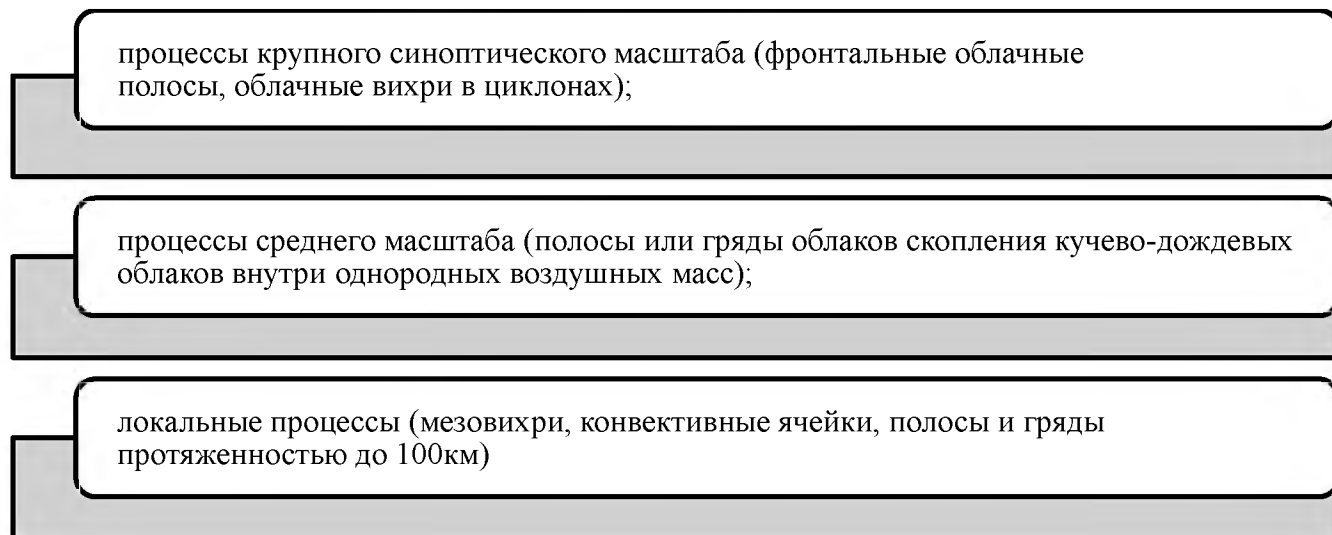 процессы крупного синоптического масштаба (фронтальные облачные
полосы, облачные вихри в циклонах);
процессы среднего масштаба (полосы или гряды облаков скопления кучево-дождевых
облаков внутри однородных воздушных масс);
локальные процессы (мезовихри, конвективные ячейки, полосы и гряды
протяженностью до 100км)